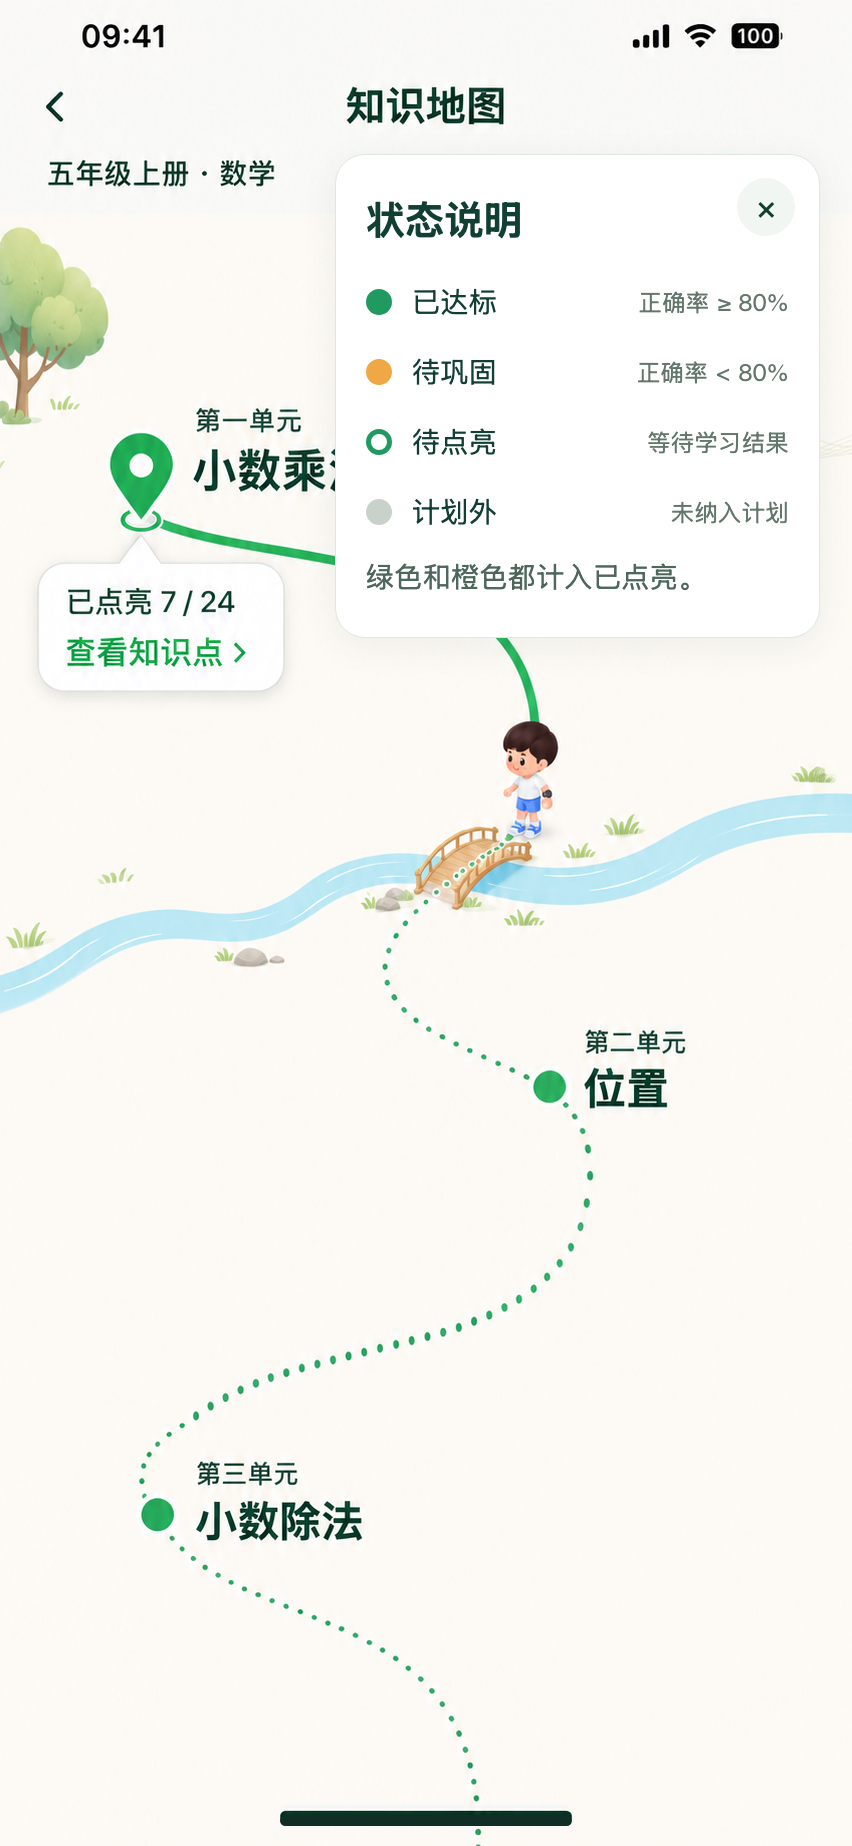 09:41
100
知识地图
五年级上册 · 数学
状态说明
已达标 正确率 ≥ 80%
待巩固 正确率 < 80%
待点亮 等待学习结果
计划外 未纳入计划
绿色和橙色都计入已点亮。
第一单元
小数乘
已点亮 7 / 24
查看知识点
第二单元
位置
第三单元
小数除法